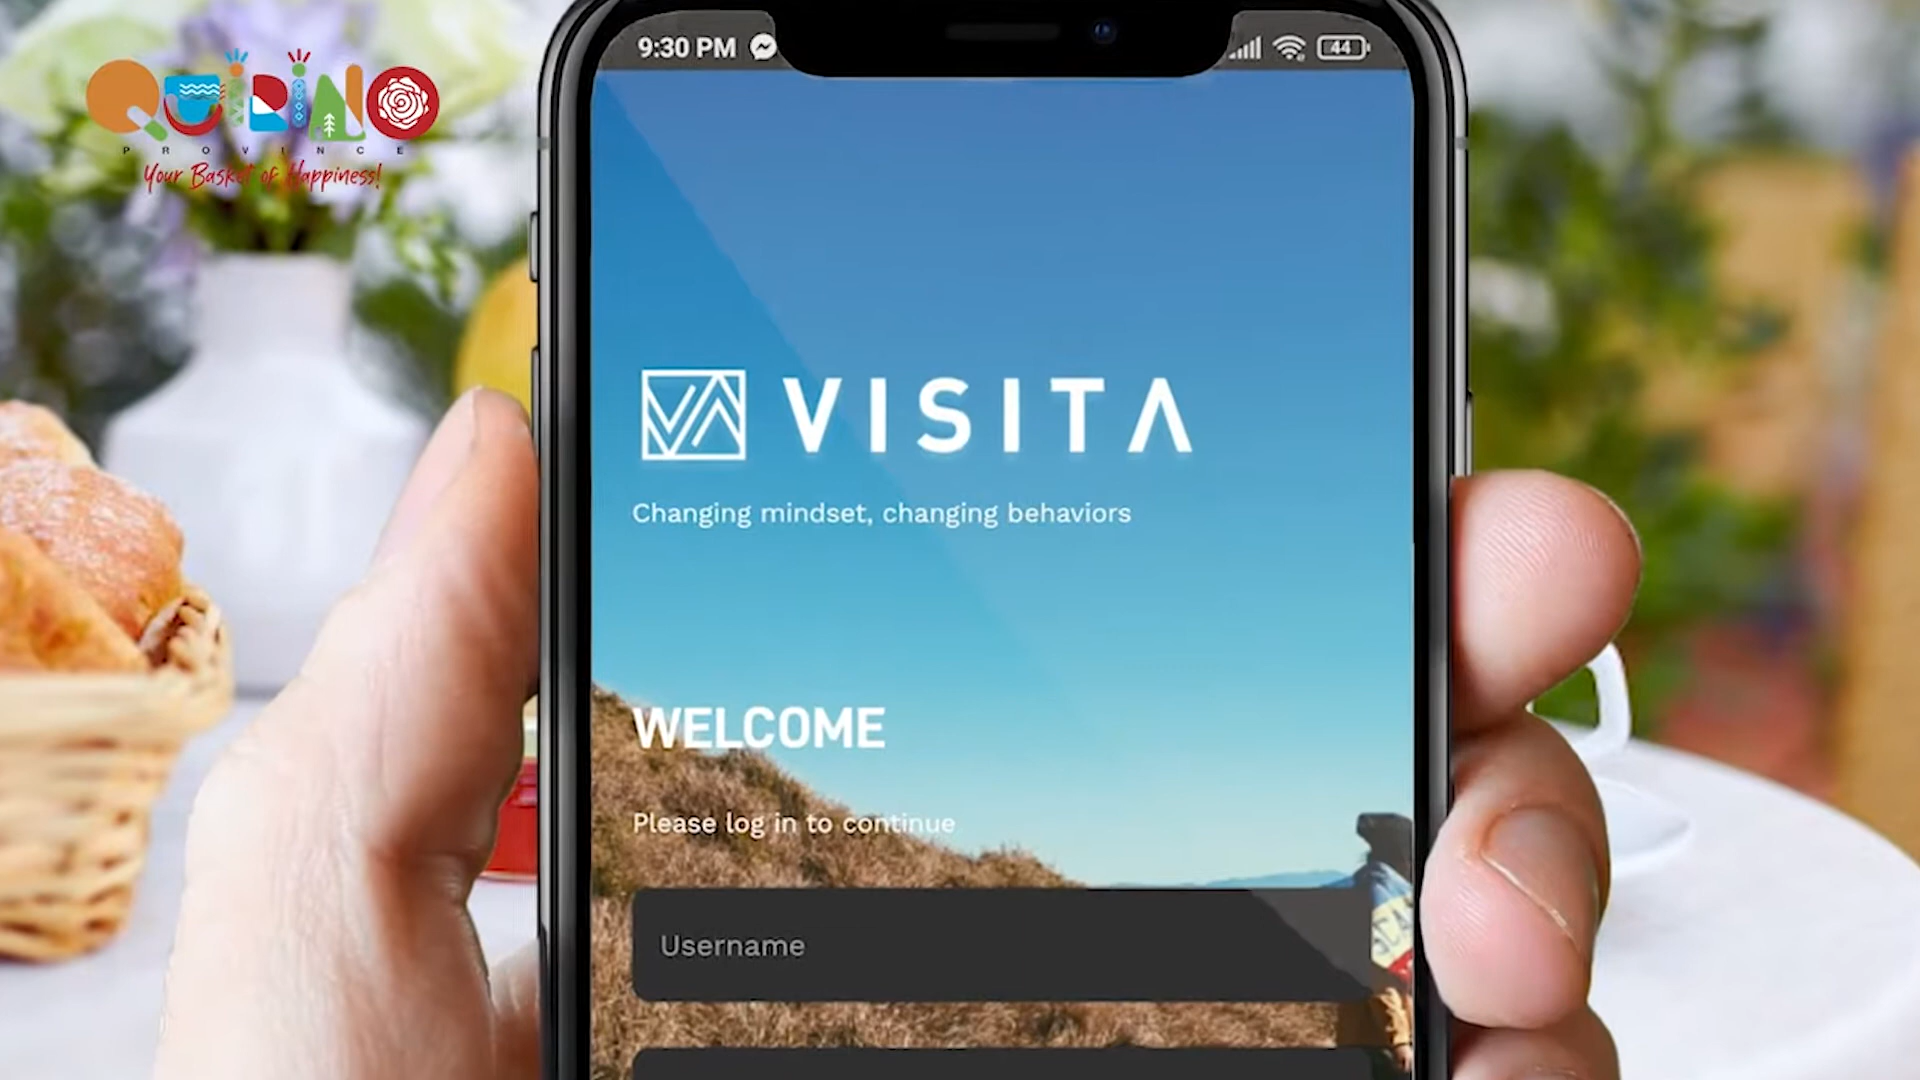 QUIRINO
PROVINCE
Your Basket of Happiness!
9:30 PM
44
VISITA
Changing mindset, changing behaviors
WELCOME
Please log in to continue
Username